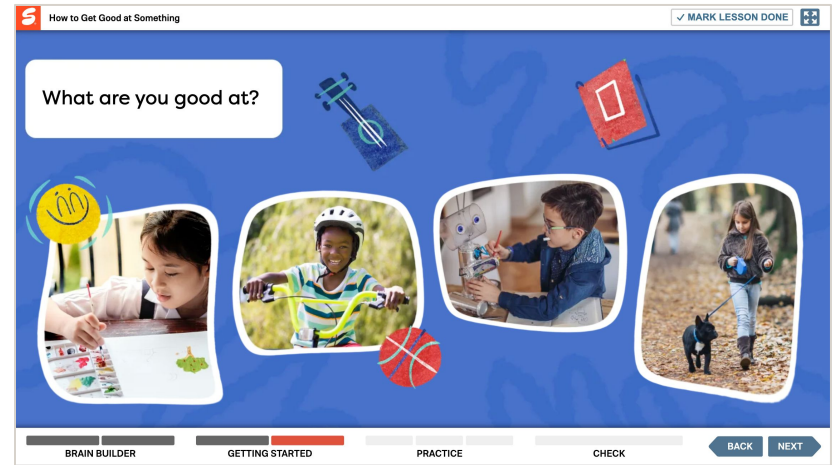 How to Get Good at Something
✓ MARK LESSON DONE
What are you good at?
BRAIN BUILDER
GETTING STARTED
PRACTICE
CHECK
BACK
NEXT